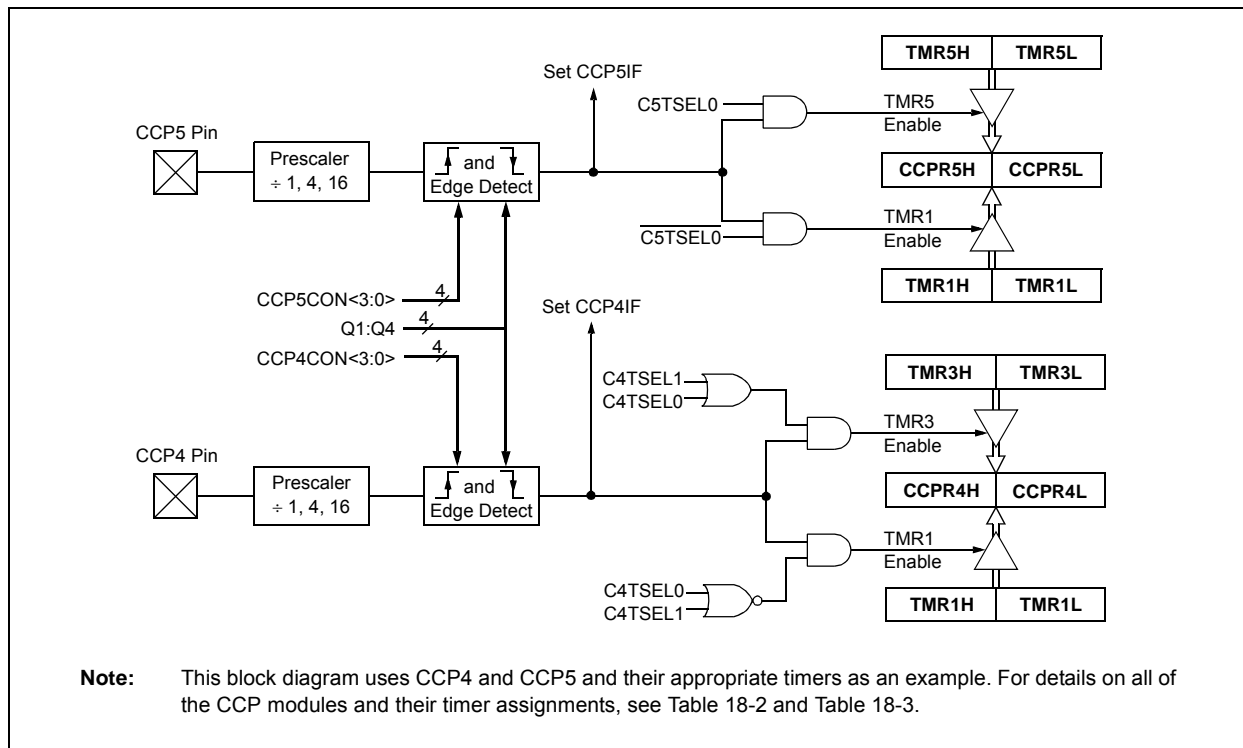 TMR5H TMR5L
Set CCP5IF
C5TSEL0
TMR5
Enable
CCP5 Pin
Prescaler
÷ 1, 4, 16
and
Edge Detect
CCPR5H CCPR5L
C5TSEL0
TMR1
Enable
TMR1H TMR1L
CCP5CON<3:0>
4
Q1:Q4
4
CCP4CON<3:0>
4
Set CCP4IF
TMR3H TMR3L
C4TSEL1
C4TSEL0
TMR3
Enable
CCP4 Pin
Prescaler
÷ 1, 4, 16
and
Edge Detect
CCPR4H CCPR4L
TMR1
Enable
C4TSEL0
C4TSEL1
TMR1H TMR1L
Note: This block diagram uses CCP4 and CCP5 and their appropriate timers as an example. For details on all of
the CCP modules and their timer assignments, see Table 18-2 and Table 18-3.